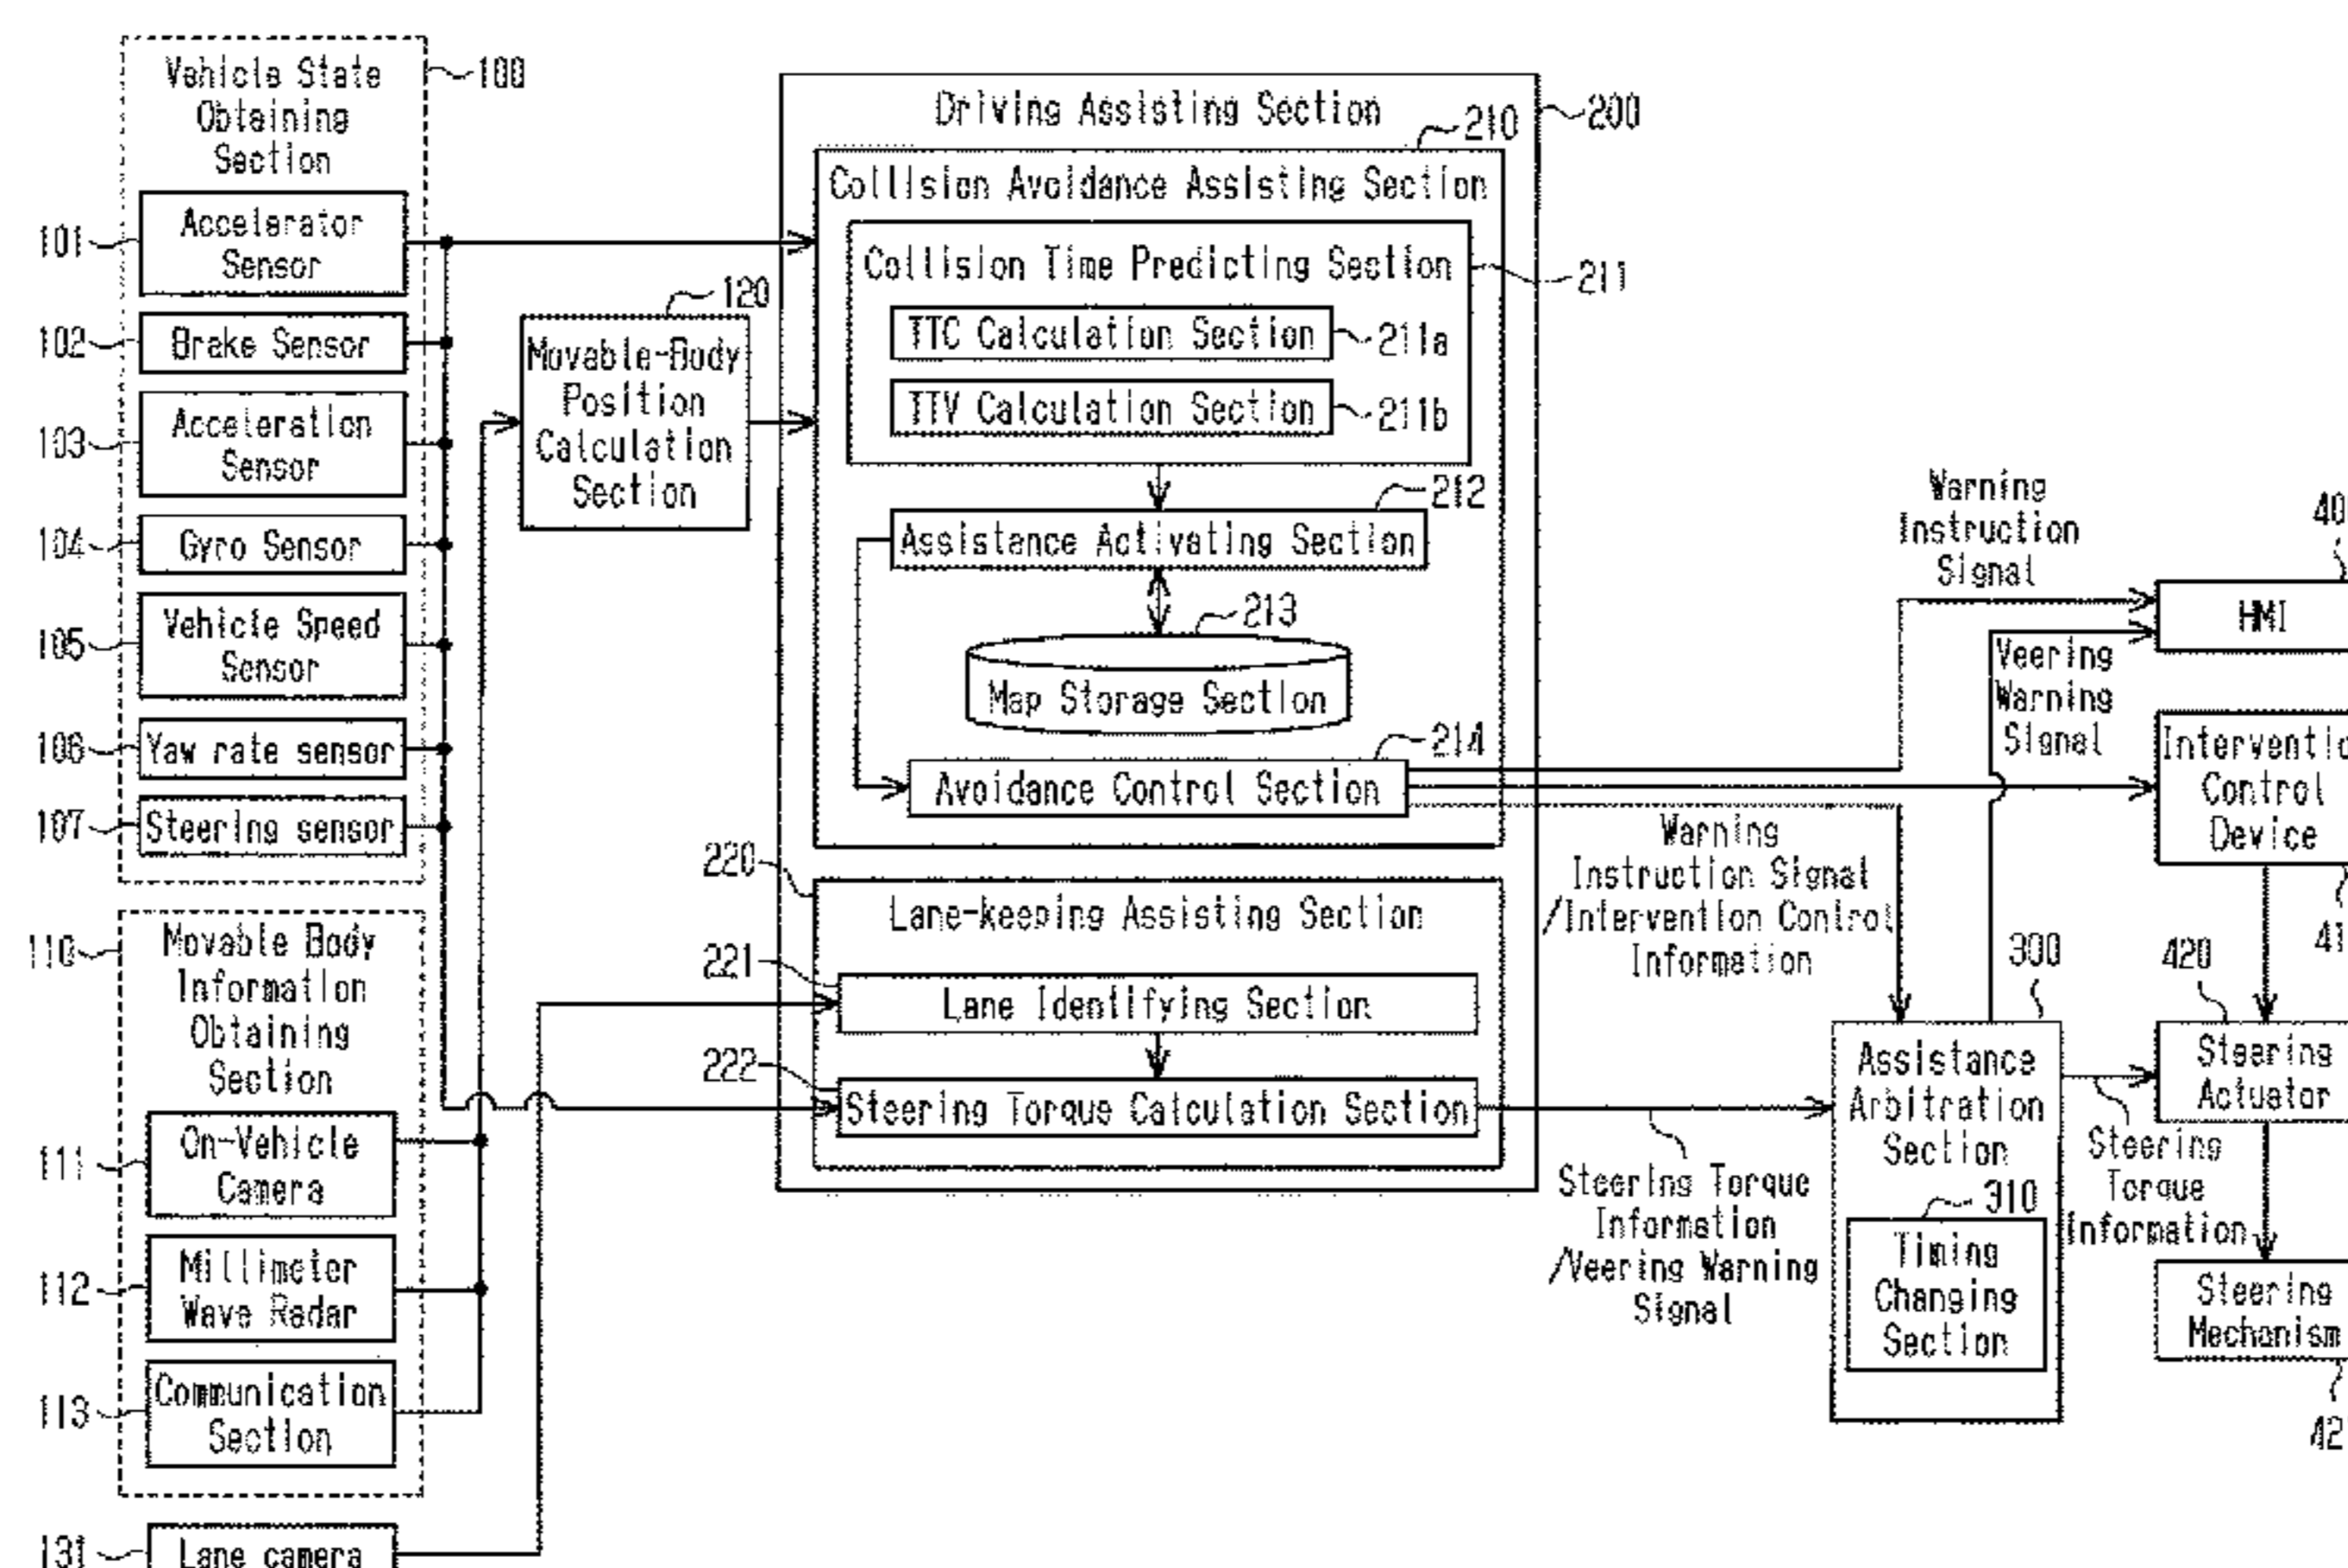 Vehicle State
Obtaining
Section
100
101
Accelerator
Sensor
102
Brake Sensor
103
Acceleration
Sensor
104
Gyro Sensor
105
Vehicle Speed
Sensor
106
Yaw rate sensor
107
Steering sensor
110
Movable Body
Information
Obtaining
Section
111
On-Vehicle
Camera
112
Millimeter
Wave Radar
113
Communication
Section
131
Lane camera
120
Movable-Body
Position
Calculation
Section
Driving Assisting Section
200
210
Collision Avoidance Assisting Section
Collision Time Predicting Section
211
TTC Calculation Section
211a
TTV Calculation Section
211b
212
Assistance Activating Section
213
Map Storage Section
214
Avoidance Control Section
220
Lane-keeping Assisting Section
221
Lane Identifying Section
222
Steering Torque Calculation Section
Warning
Instruction
Signal
Veering
Warning
Signal
Warning
Instruction Signal
/Intervention Control
Information
Steering Torque
Information
/Veering Warning
Signal
300
Assistance
Arbitration
Section
310
Timing
Changing
Section
Steering
Torque
Information
40
HMI
Interventio
Control
Device
41
420
Steering
Actuator
Steering
Mechanism
42